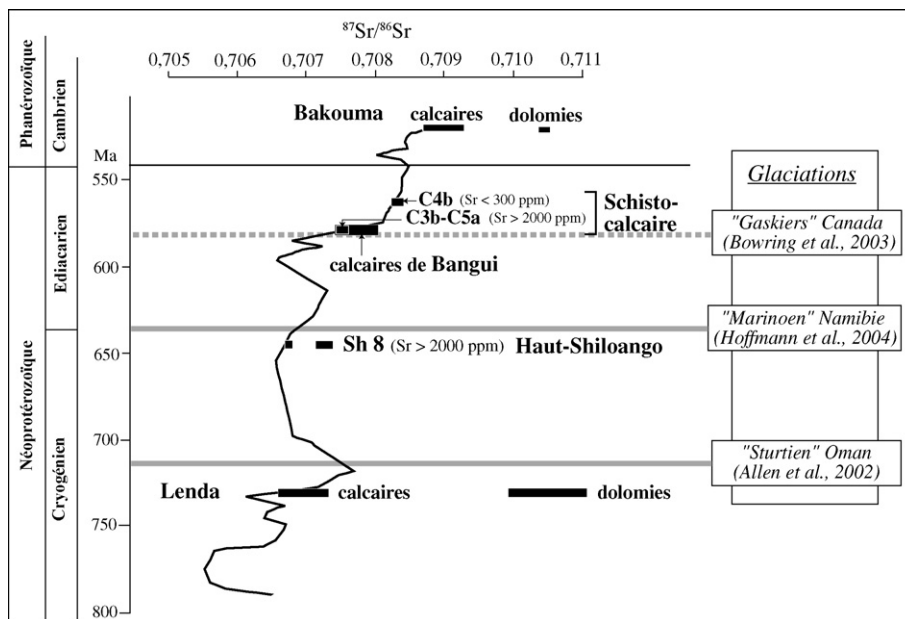 87Sr/86Sr
0,705 0,706 0,707 0,708 0,709 0,710 0,711
Phanérozoïque
Cambrien
Néoprotérozoïque
Ediacarien
Cryogénien
Ma
550
600
650
700
750
800
Bakouma calcaires dolomies
C4b (Sr < 300 ppm)
C3b-C5a (Sr > 2000 ppm)
Schisto-
calcaire
calcaires de Bangui
Sh 8 (Sr > 2000 ppm) Haut-Shiloango
Lenda calcaires dolomies
Glaciations
"Gaskiers" Canada
(Bowring et al., 2003)
"Marinoen" Namibie
(Hoffmann et al., 2004)
"Sturtien" Oman
(Allen et al., 2002)